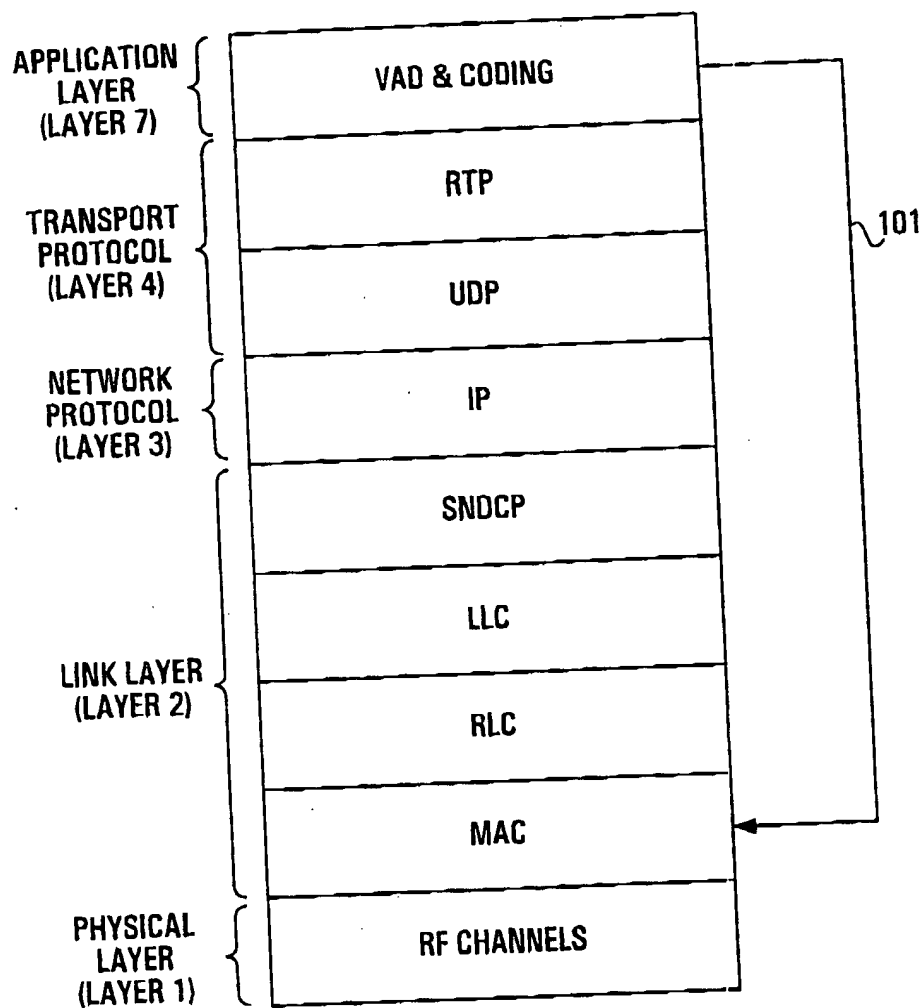 APPLICATION
LAYER
(LAYER 7)
VAD & CODING
TRANSPORT
PROTOCOL
(LAYER 4)
RTP
UDP
101
NETWORK
PROTOCOL
(LAYER 3)
IP
LINK LAYER
(LAYER 2)
SNDCP
LLC
RLC
MAC
PHYSICAL
LAYER
(LAYER 1)
RF CHANNELS